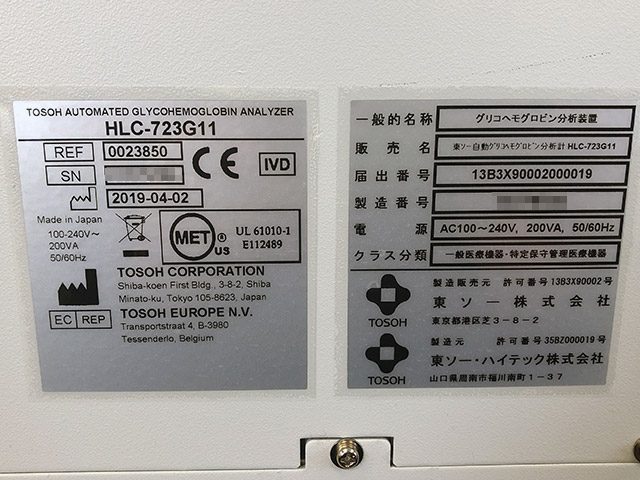 TOSOH AUTOMATED GLYCOHEMOGLOBIN ANALYZER
HLC-723G11
REF 0023850
SN
CE IVD
2019-04-02
Made in Japan
100-240V~
200VA
50/60Hz
MET US
UL 61010-1
E112489
TOSOH CORPORATION
Shiba-koen First Bldg., 3-8-2, Shiba
Minato-ku, Tokyo 105-8623, Japan
EC REP
TOSOH EUROPE N.V.
Transportstraat 4, B-3980
Tessenderlo, Belgium
一般的名称 グリコヘモグロビン分析装置
販売名 東ソー自動グリコヘモグロビン分析計 HLC-723G11
届出番号 13B3X90002000019
製造番号
電源 AC100~240V, 200VA, 50/60Hz
クラス分類 一般医療機器・特定保守管理医療機器
製造販売元 許可番号13B3X90002号
東ソー株式会社
東京都港区芝3-8-2
TOSOH
製造元 許可番号35BZ000019号
東ソー・ハイテック株式会社
山口県周南市福川南町1-37
TOSOH